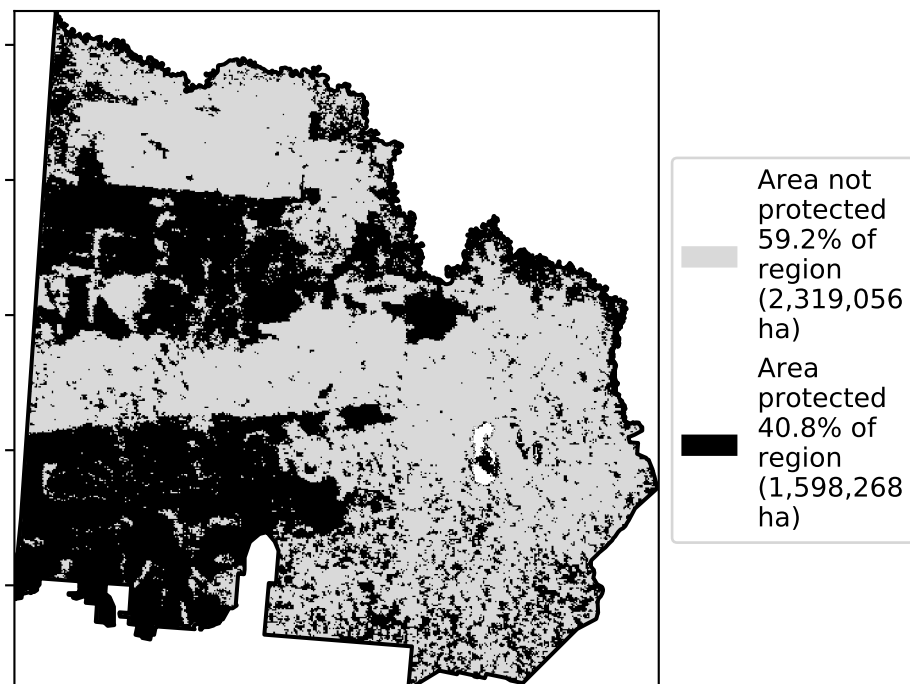 Area not
protected
59.2% of
region
(2,319,056
ha)
Area
protected
40.8% of
region
(1,598,268
ha)